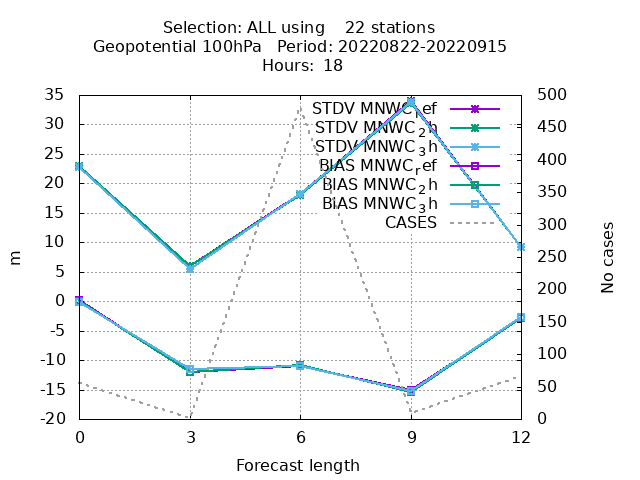 Selection: ALL using    22 stations
Geopotential 100hPa   Period: 20220822-20220915
Hours: 18
35
30
25
20
15
10
5
0
-5
-10
-15
-20
m
500
450
400
350
300
250
200
150
100
50
0
No cases
STDV MNWC_ref
STDV MNWC_2h
STDV MNWC_3h
BIAS MNWC_ref
BIAS MNWC_2h
BIAS MNWC_3h
CASES
0 3 6 9 12
Forecast length